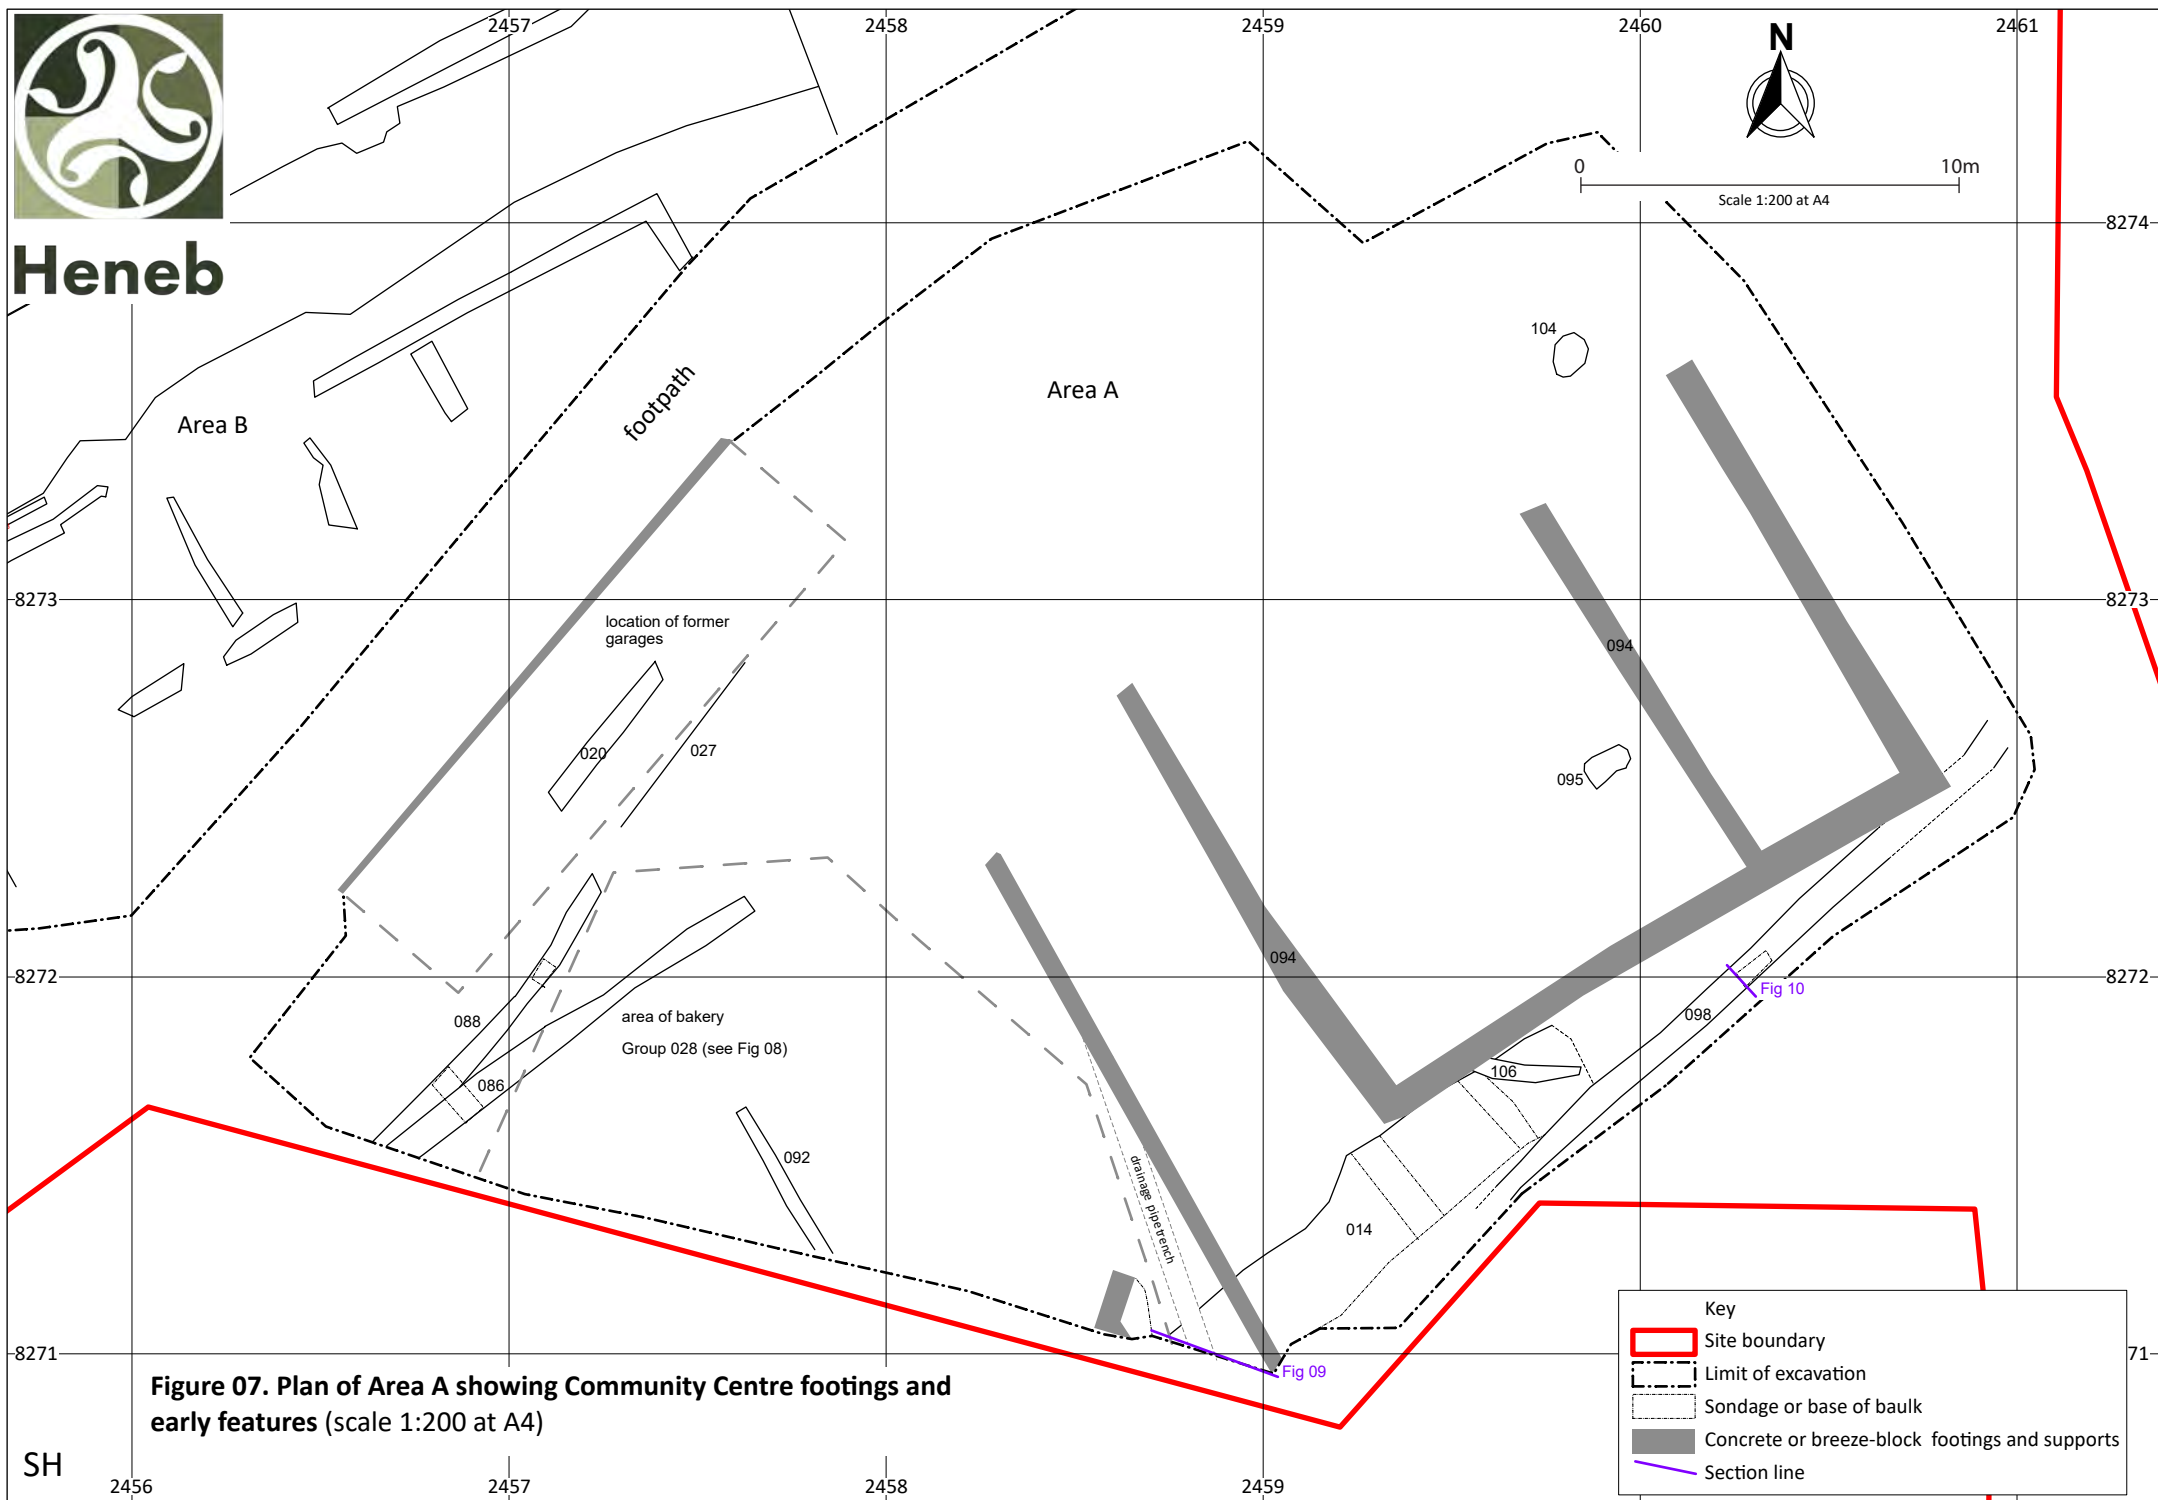 2457
2458
2459
2460
2461
N
0
10m
Scale 1:200 at A4
Heneb
8274
8274
104
Area A
Area B
footpath
8273
8273
location of former
garages
094
020
027
095
094
8272
8272
088
area of bakery
Group 028 (see Fig 08)
Fig 10
098
086
106
092
drainage pipe trench
014
8271
71
Fig 09
Figure 07. Plan of Area A showing Community Centre footings and
early features (scale 1:200 at A4)
SH
2456
2457
2458
2459
Key
Site boundary
Limit of excavation
Sondage or base of baulk
Concrete or breeze-block footings and supports
Section line